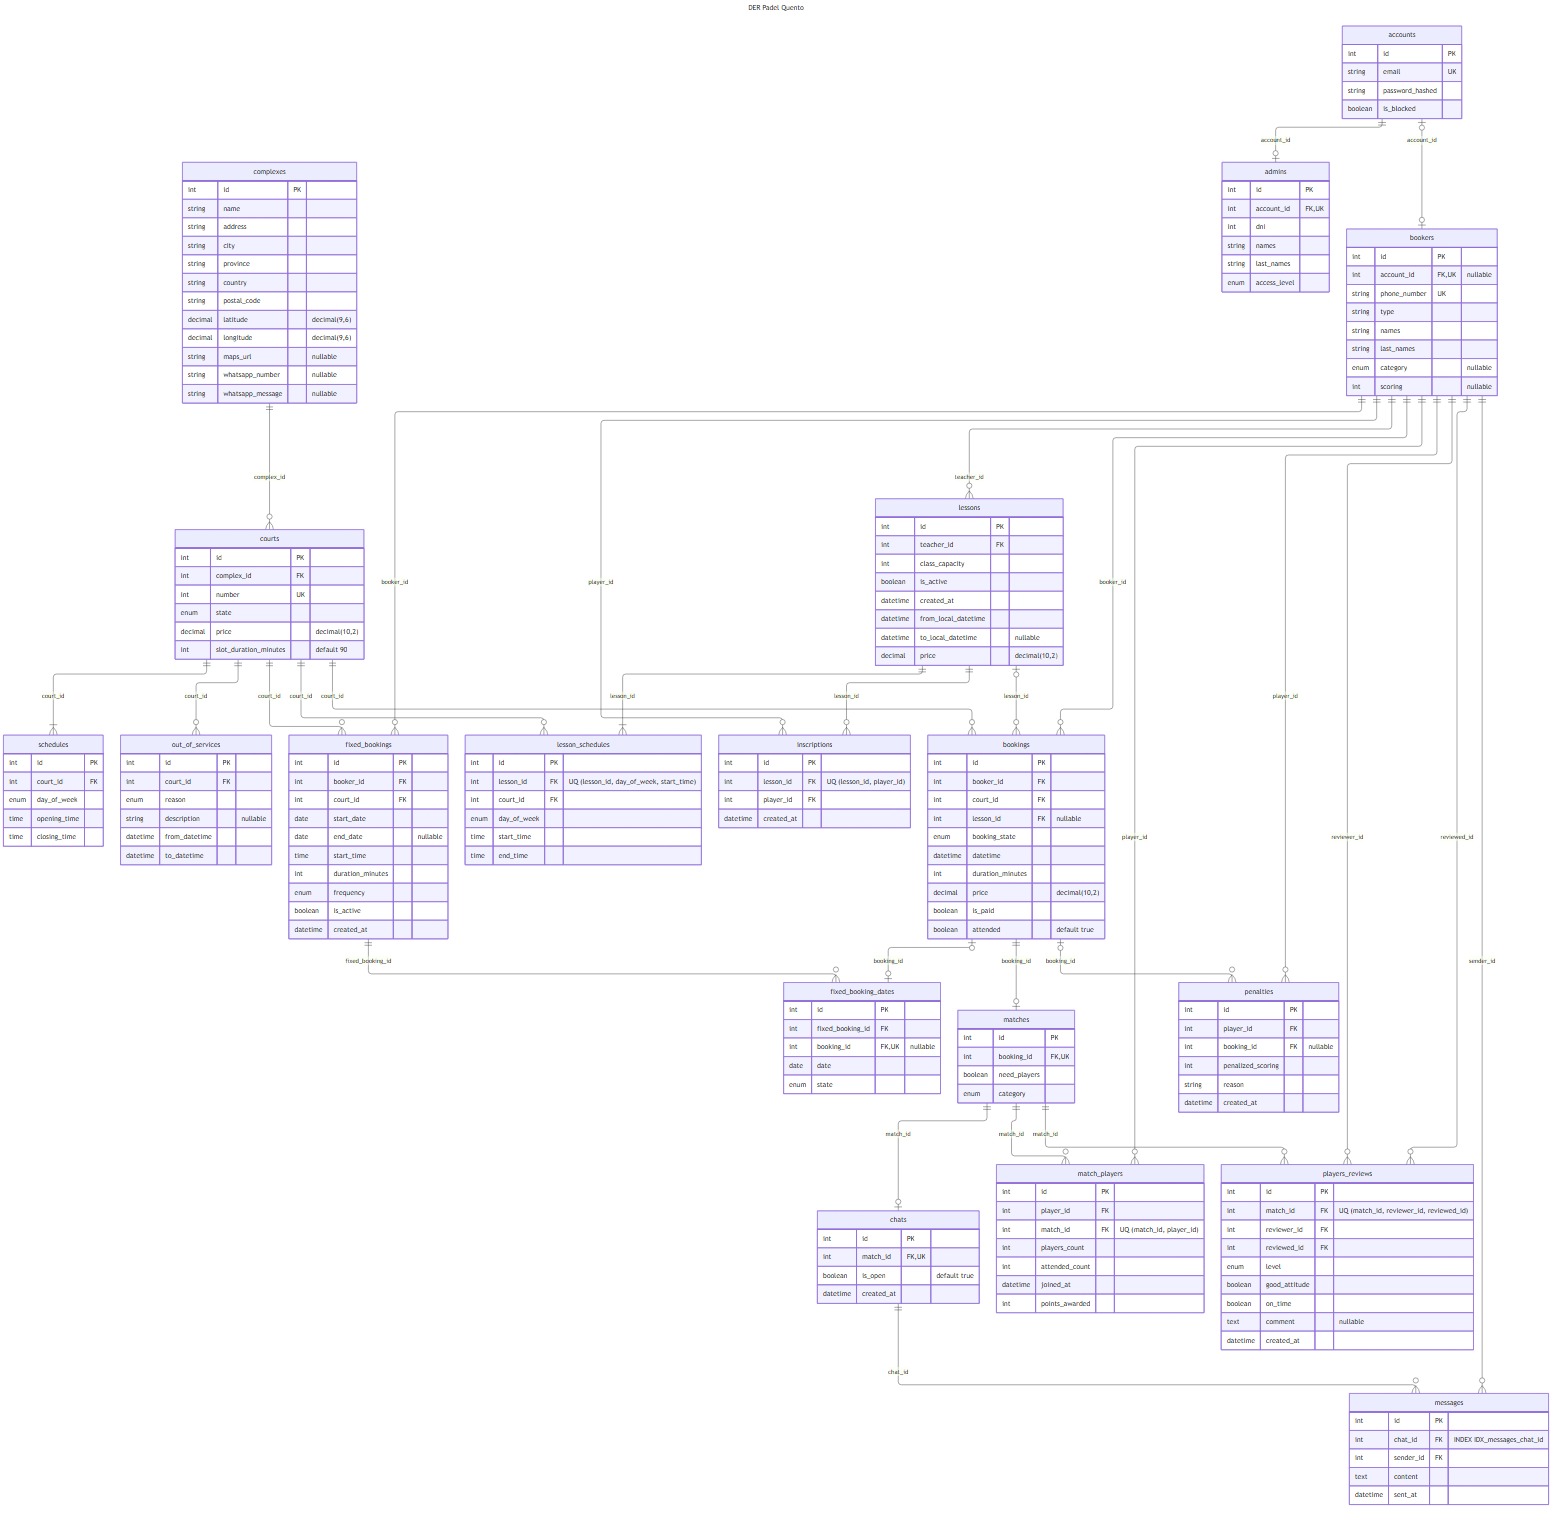 DER Padel Quento
accounts
int id PK
string email UK
string password_hashed
boolean is_blocked
account_id
account_id
admins
int id PK
int account_id FK,UK
int dni
string names
string last_names
enum access_level
complexes
int id PK
string name
string address
string city
string province
string country
string postal_code
decimal latitude decimal(9,6)
decimal longitude decimal(9,6)
string maps_url nullable
string whatsapp_number nullable
string whatsapp_message nullable
bookers
int id PK
int account_id FK,UK nullable
string phone_number UK
string type
string names
string last_names
enum category nullable
int scoring nullable
complex_id
teacher_id
lessons
int id PK
int teacher_id FK
int class_capacity
boolean is_active
datetime created_at
datetime from_local_datetime
datetime to_local_datetime nullable
decimal price decimal(10,2)
courts
int id PK
int complex_id FK
int number UK
enum state
decimal price decimal(10,2)
int slot_duration_minutes default 90
booker_id
player_id
booker_id
court_id
court_id
court_id
court_id
court_id
lesson_id
lesson_id
lesson_id
player_id
schedules
int id PK
int court_id FK
enum day_of_week
time opening_time
time closing_time
out_of_services
int id PK
int court_id FK
enum reason
string description nullable
datetime from_datetime
datetime to_datetime
fixed_bookings
int id PK
int booker_id FK
int court_id FK
date start_date
date end_date nullable
time start_time
int duration_minutes
enum frequency
boolean is_active
datetime created_at
lesson_schedules
int id PK
int lesson_id FK UQ (lesson_id, day_of_week, start_time)
int court_id FK
enum day_of_week
time start_time
time end_time
inscriptions
int id PK
int lesson_id FK UQ (lesson_id, player_id)
int player_id FK
datetime created_at
bookings
int id PK
int booker_id FK
int court_id FK
int lesson_id FK nullable
enum booking_state
datetime datetime
int duration_minutes
decimal price decimal(10,2)
boolean is_paid
boolean attended default true
player_id
reviewer_id
reviewed_id
fixed_booking_id
booking_id
booking_id
booking_id
sender_id
fixed_booking_dates
int id PK
int fixed_booking_id FK
int booking_id FK,UK nullable
date date
enum state
matches
int id PK
int booking_id FK,UK
boolean need_players
enum category
penalties
int id PK
int player_id FK
int booking_id FK nullable
int penalized_scoring
string reason
datetime created_at
match_id
match_id
match_id
chats
int id PK
int match_id FK,UK
boolean is_open default true
datetime created_at
match_players
int id PK
int player_id FK
int match_id FK UQ (match_id, player_id)
int players_count
int attended_count
datetime joined_at
int points_awarded
players_reviews
int id PK
int match_id FK UQ (match_id, reviewer_id, reviewed_id)
int reviewer_id FK
int reviewed_id FK
enum level
boolean good_attitude
boolean on_time
text comment nullable
datetime created_at
chat_id
messages
int id PK
int chat_id FK INDEX IDX_messages_chat_id
int sender_id FK
text content
datetime sent_at